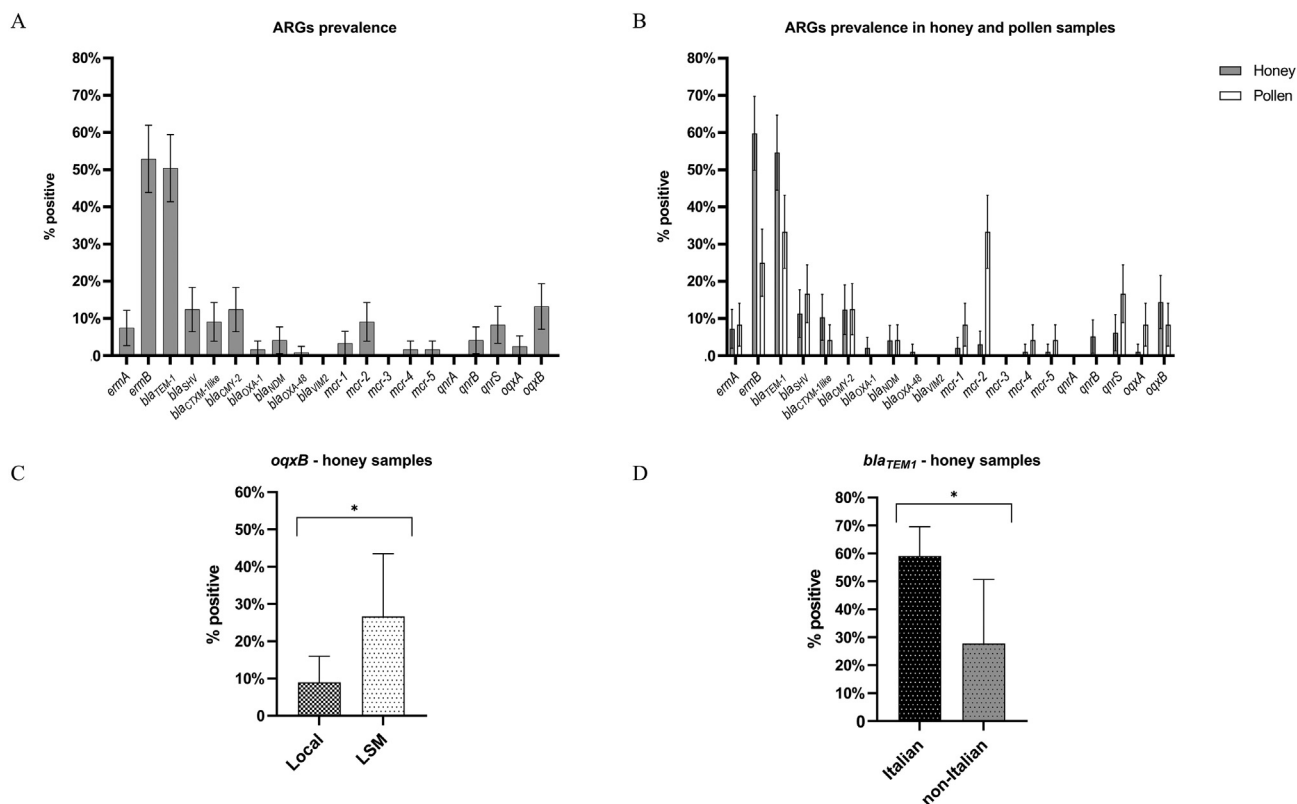 A
ARGs prevalence
% positive
80%
70%
60%
50%
40%
30%
20%
10%
.0
ermA
ermB
blaTEM-1
blaSHV
blaCTXM-1like
blaCMY-2
blaOXA-1
blaNDM
blaOXA-48
blaVIM2
mcr-1
mcr-2
mcr-3
mcr-4
mcr-5
qnrA
qnrB
qnrS
oqxA
oqxB
B
ARGs prevalence in honey and pollen samples
Honey
Pollen
% positive
80%
70%
60%
50%
40%
30%
20%
10%
.0
ermA
ermB
blaTEM-1
blaSHV
blaCTXM-1like
blaCMY-2
blaOXA-1
blaNDM
blaOXA-48
blaVIM2
mcr-1
mcr-2
mcr-3
mcr-4
mcr-5
qnrA
qnrB
qnrS
oqxA
oqxB
C
oqxB - honey samples
% positive
60%
50%
40%
30%
20%
10%
0
*
Local
LSM
D
blaTEM1 - honey samples
% positive
80%
70%
60%
50%
40%
30%
20%
10%
0
*
Italian
non-Italian